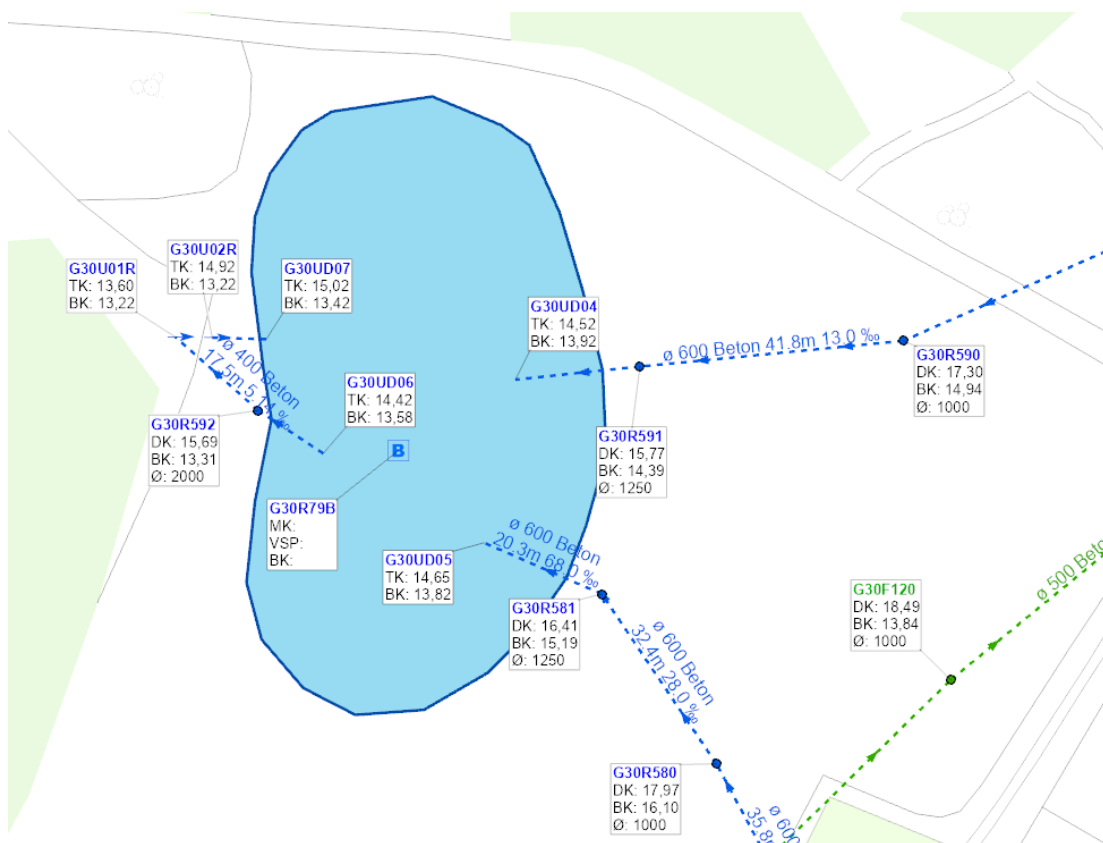 G30U02R
TK: 14,92
BK: 13,22
G30U01R
TK: 13,60
BK: 13,22
G30UD07
TK: 15,02
BK: 13,42
G30UD04
TK: 14,52
BK: 13,92
ø 600 Beton 41.8m 13.0 ‰
G30R590
DK: 17,30
BK: 14,94
Ø: 1000
ø 400 Beton
17.5m 5.14 ‰
G30UD06
TK: 14,42
BK: 13,58
G30R592
DK: 15,69
BK: 13,31
Ø: 2000
B
G30R591
DK: 15,77
BK: 14,39
Ø: 1250
G30R79B
MK:
VSP:
BK:
ø 600 Beton
20.3m 68.0 ‰
G30UD05
TK: 14,65
BK: 13,82
G30R581
DK: 16,41
BK: 15,19
Ø: 1250
ø 500 Beto
G30F120
DK: 18,49
BK: 13,84
Ø: 1000
ø 600 Beton
32.4m 28.0 ‰
G30R580
DK: 17,97
BK: 16,10
Ø: 1000
ø 600
35.8m